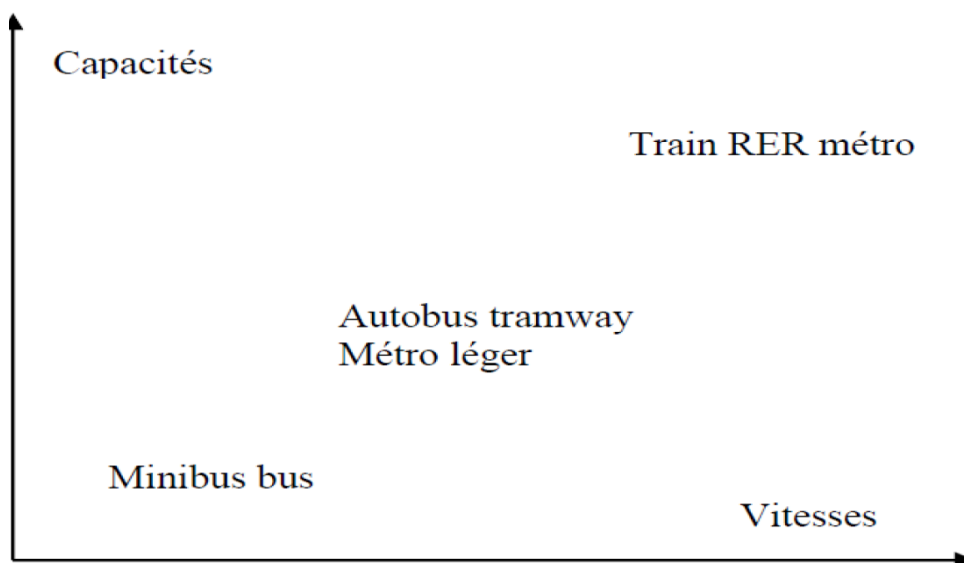 Capacités
Train RER métro
Autobus tramway
Métro léger
Minibus bus
Vitesses